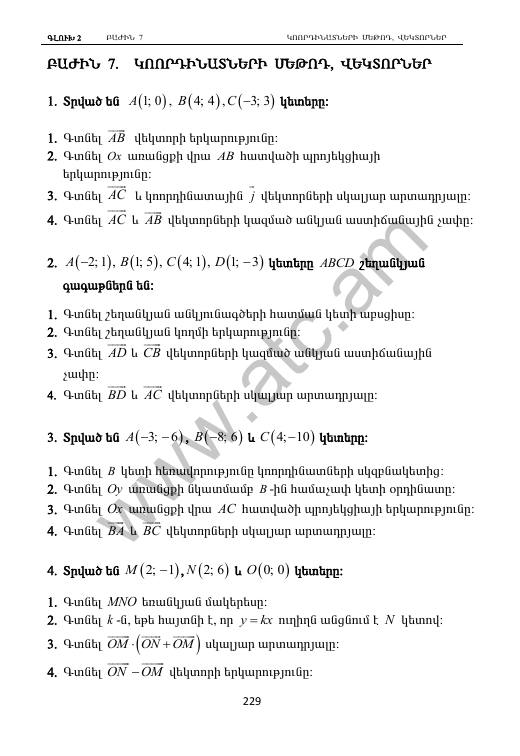 ԳԼՈՒԽ 2 ԲԱԺԻՆ 7 ԿՈՈՐԴԻՆԱՏՆԵՐԻ ՄԵԹՈԴ, ՎԵԿՏՈՐՆԵՐ
ԲԱԺԻՆ 7. ԿՈՈՐԴԻՆԱՏՆԵՐԻ ՄԵԹՈԴ, ՎԵԿՏՈՐՆԵՐ
1. Տրված են A(1; 0), B(4; 4), C(−3; 3) կետերը:
1. Գտնել AB վեկտորի երկարությունը:
2. Գտնել Ox առանցքի վրա AB հատվածի պրոյեկցիայի
երկարությունը:
3. Գտնել AC և կոորդինատային j վեկտորների սկալյար արտադրյալը:
4. Գտնել AC և AB վեկտորների կազմած անկյան աստիճանային չափը:
2. A(−2; 1), B(1; 5), C(4; 1), D(1; −3) կետերը ABCD շեղանկյան
գագաթներն են:
1. Գտնել շեղանկյան անկյունագծերի հատման կետի աբսցիսը:
2. Գտնել շեղանկյան կողմի երկարությունը:
3. Գտնել AD և CB վեկտորների կազմած անկյան աստիճանային
չափը:
4. Գտնել BD և AC վեկտորների սկալյար արտադրյալը:
3. Տրված են A(−3; −6), B(−8; 6) և C(4; −10) կետերը:
1. Գտնել B կետի հեռավորությունը կոորդինատների սկզբնակետից:
2. Գտնել Oy առանցքի նկատմամբ B-ին համաչափ կետի օրդինատը:
3. Գտնել Ox առանցքի վրա AC հատվածի պրոյեկցիայի երկարությունը:
4. Գտնել BA և BC վեկտորների սկալյար արտադրյալը:
4. Տրված են M(2; −1), N(2; 6) և O(0; 0) կետերը:
1. Գտնել MNO եռանկյան մակերեսը:
2. Գտնել k-ն, եթե հայտնի է, որ y = kx ուղիղն անցնում է N կետով:
3. Գտնել OM · (ON + OM) սկալյար արտադրյալը:
4. Գտնել ON − OM վեկտորի երկարությունը:
229
www.atc.am